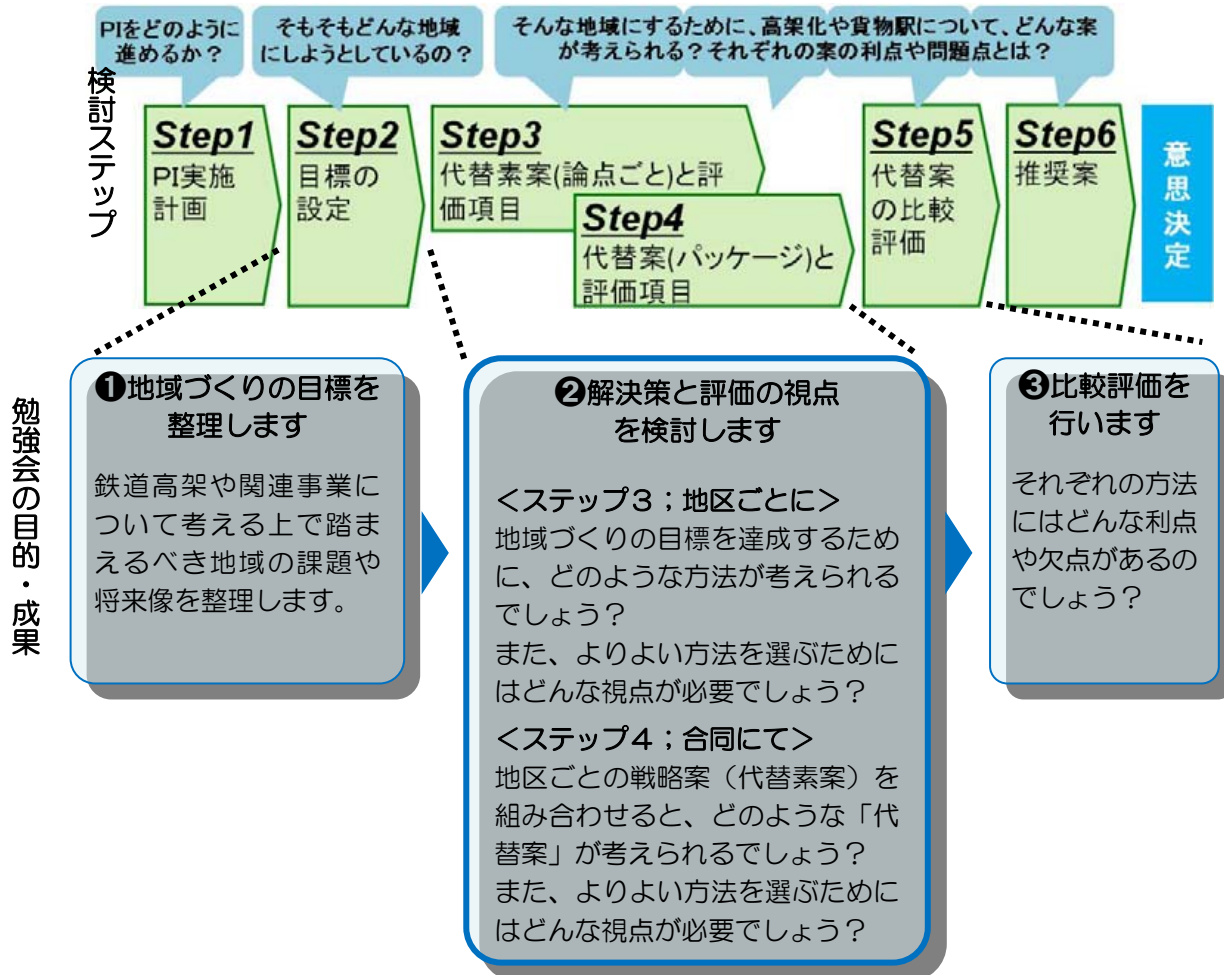 PIをどのように
進めるか？
そもそもどんな地域
にしようとしているの？
そんな地域にするために、高架化や貨物駅について、どんな案
が考えられる？それぞれの案の利点や問題点とは？
検討ステップ
Step1
PI実施
計画
Step2
目標の
設定
Step3
代替素案(論点ごと)と評
価項目
Step4
代替案(パッケージ)と
評価項目
Step5
代替案
の比較
評価
Step6
推奨案
意思決定
勉強会の目的・成果
❶地域づくりの目標を
整理します
鉄道高架や関連事業に
ついて考える上で踏ま
えるべき地域の課題や
将来像を整理します。
❷解決策と評価の視点
を検討します
＜ステップ３；地区ごとに＞
地域づくりの目標を達成するため
に、どのような方法が考えられる
でしょう？
また、よりよい方法を選ぶために
はどんな視点が必要でしょう？
＜ステップ４；合同にて＞
地区ごとの戦略案（代替素案）を
組み合わせると、どのような「代
替案」が考えられるでしょう？
また、よりよい方法を選ぶために
はどんな視点が必要でしょう？
❸比較評価を
行います
それぞれの方法
にはどんな利点
や欠点があるの
でしょう？